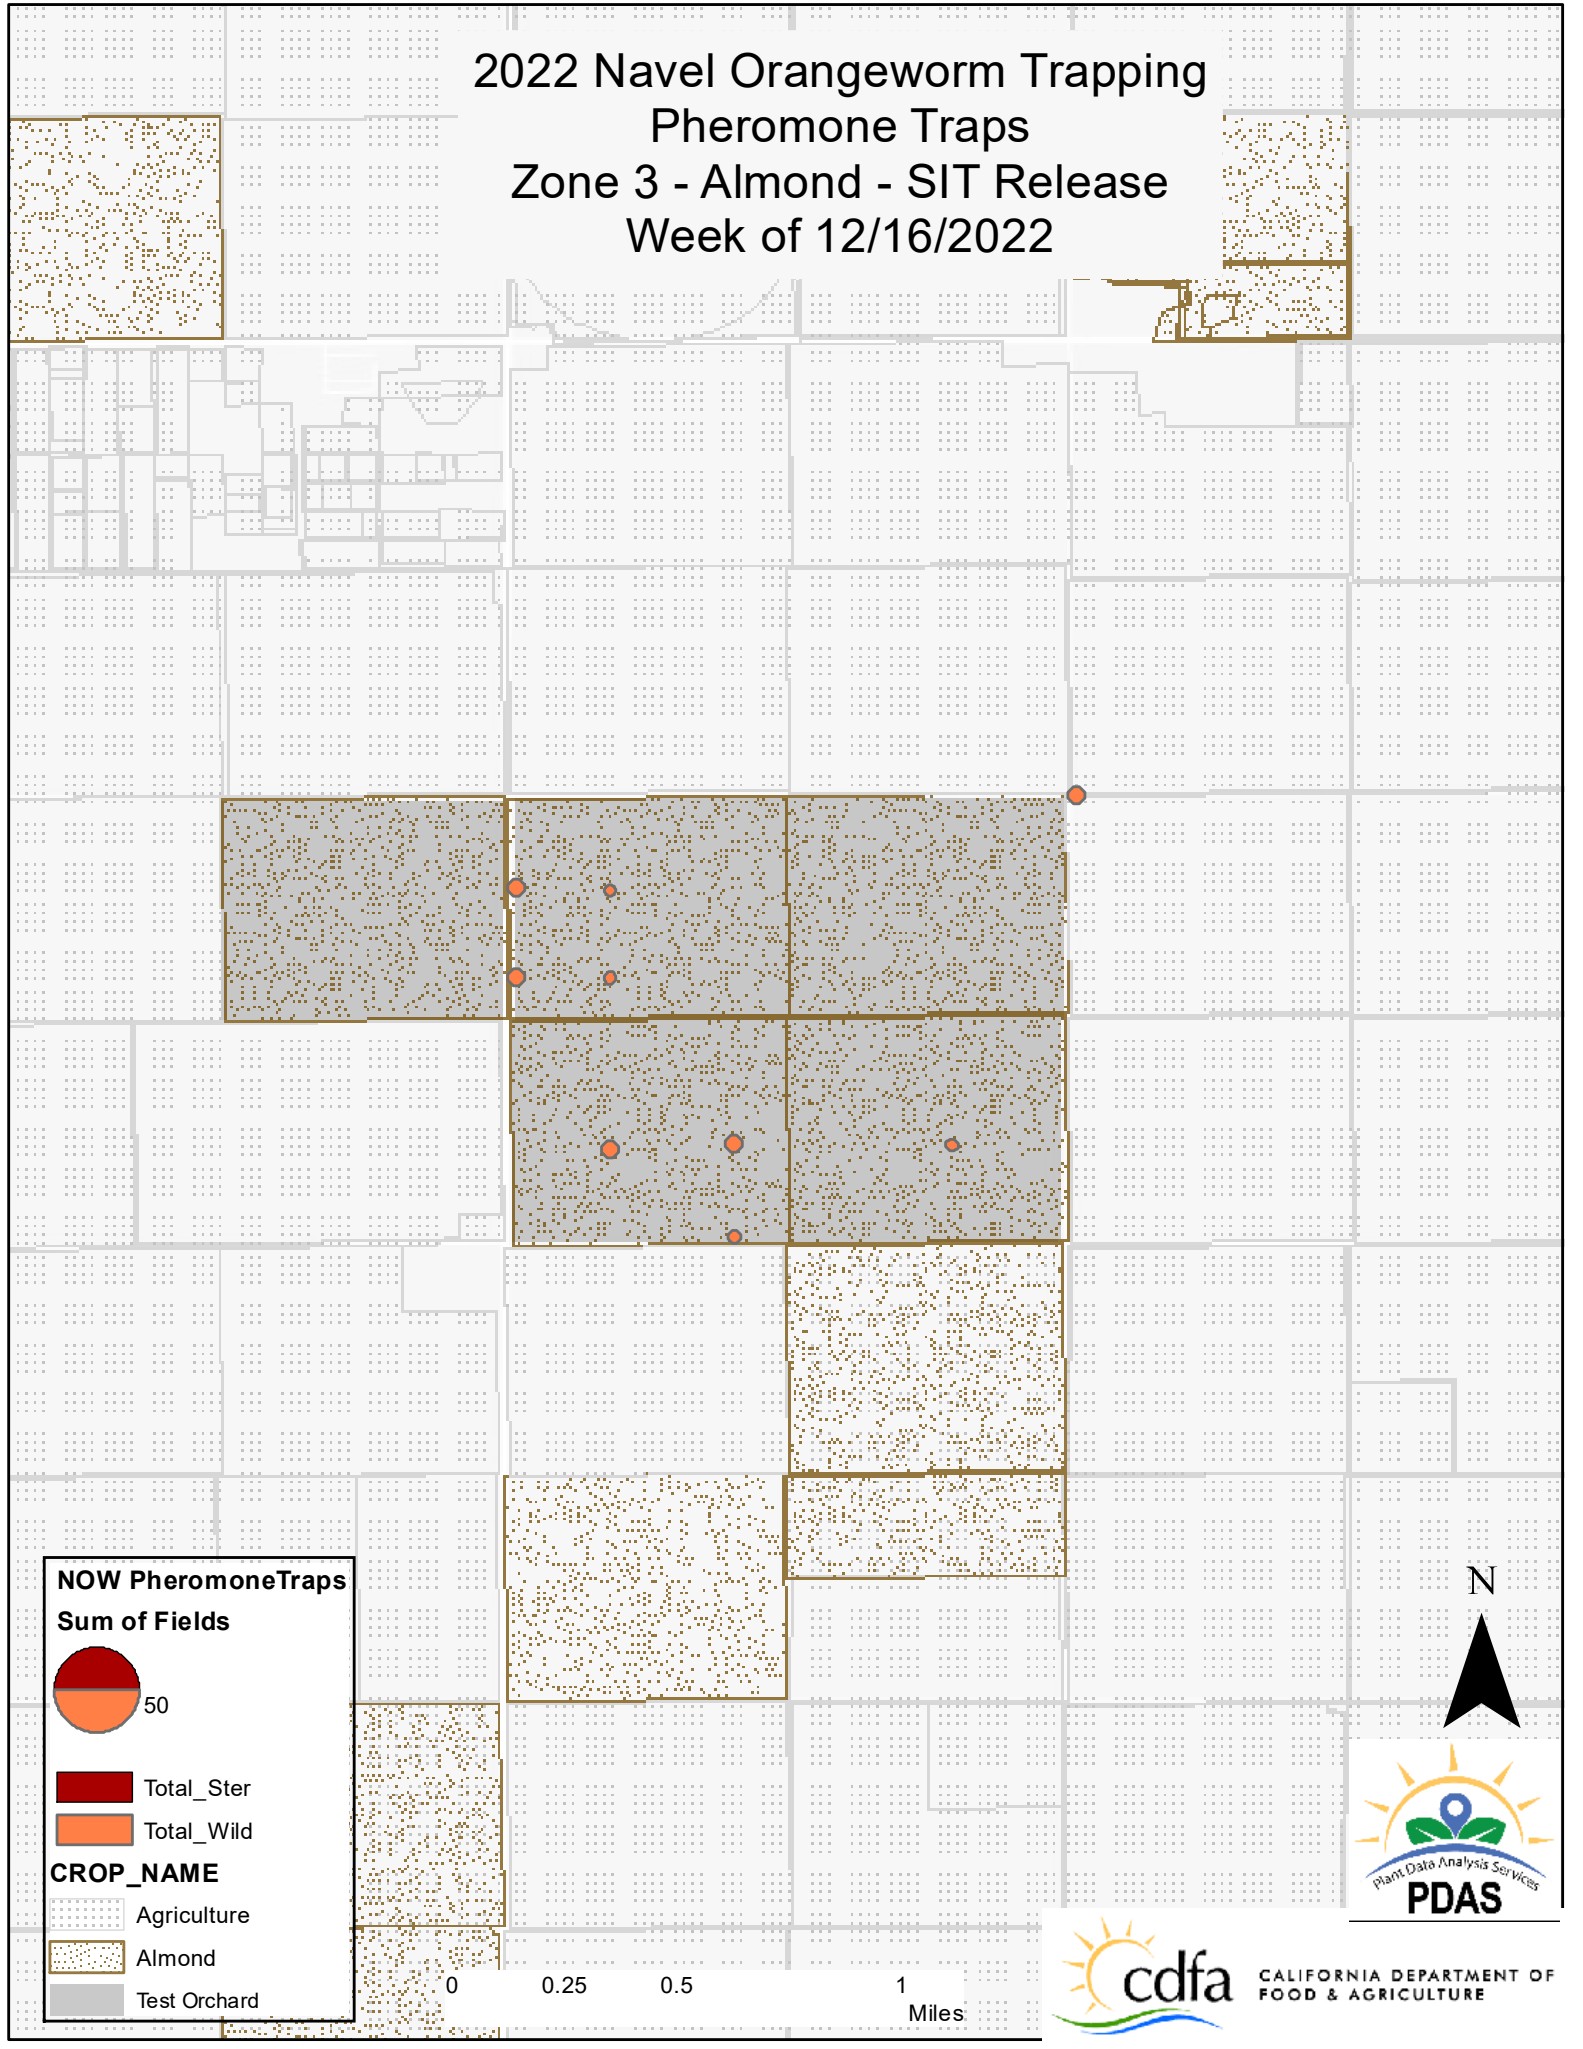 2022 Navel Orangeworm Trapping
Pheromone Traps
Zone 3 - Almond - SIT Release
Week of 12/16/2022
NOW PheromoneTraps
Sum of Fields
50
Total_Ster
Total_Wild
CROP_NAME
Agriculture
Almond
Test Orchard
0 0.25 0.5 1
Miles
N
Plant Data Analysis Services
PDAS
cdfa
CALIFORNIA DEPARTMENT OF
FOOD & AGRICULTURE